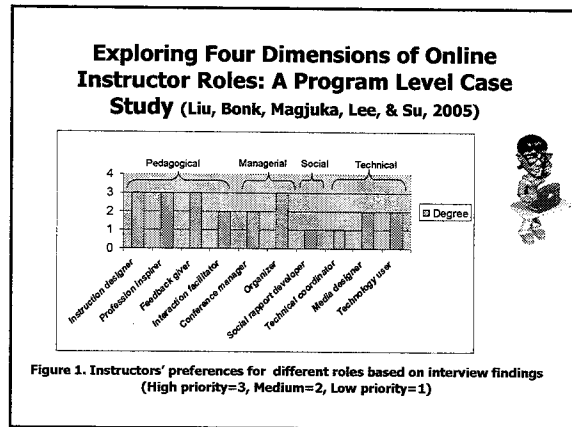 Exploring Four Dimensions of Online
Instructor Roles: A Program Level Case
Study (Liu, Bonk, Magjuka, Lee, & Su, 2005)
Pedagogical Managerial Social Technical
4
3
2
1
0
Degree
Instruction designer
Profession inspirer
Feedback giver
Interaction facilitator
Conference manager
Organizer
Social rapport developer
Technical coordinator
Media designer
Technology user
Figure 1. Instructors' preferences for different roles based on interview findings
(High priority=3, Medium=2, Low priority=1)